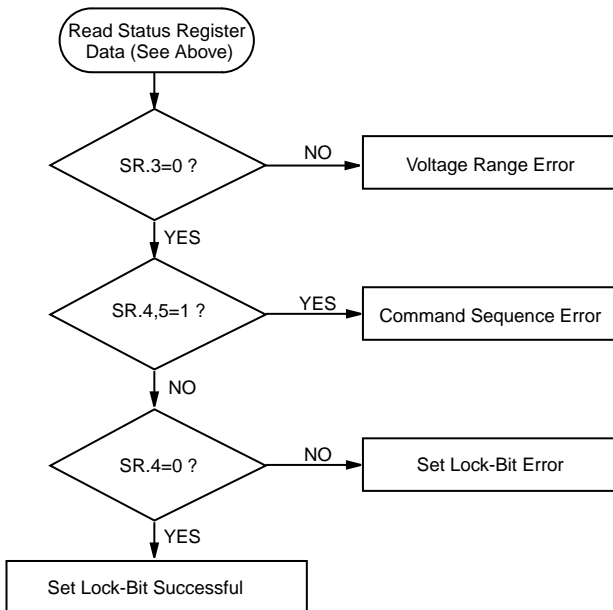 Read Status Register
Data (See Above)
SR.3=0 ?
NO
Voltage Range Error
YES
SR.4,5=1 ?
YES
Command Sequence Error
NO
SR.4=0 ?
NO
Set Lock-Bit Error
YES
Set Lock-Bit Successful